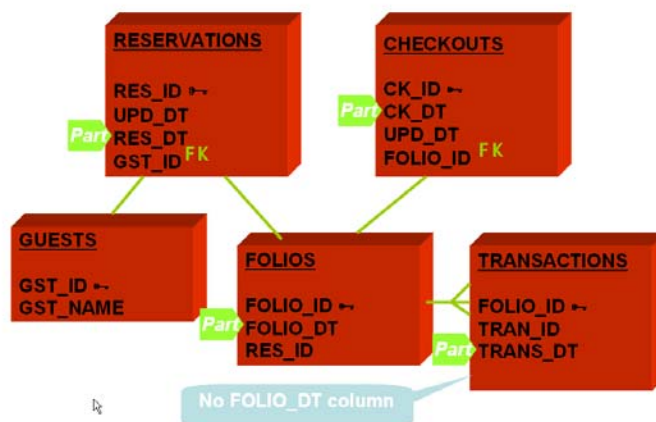 RESERVATIONS
RES_ID
UPD_DT
Part RES_DT
GST_ID FK
CHECKOUTS
CK_ID
Part CK_DT
UPD_DT
FOLIO_ID FK
GUESTS
GST_ID
GST_NAME
FOLIOS
FOLIO_ID
Part FOLIO_DT
RES_ID
TRANSACTIONS
FOLIO_ID
TRAN_ID
Part TRANS_DT
No FOLIO_DT column